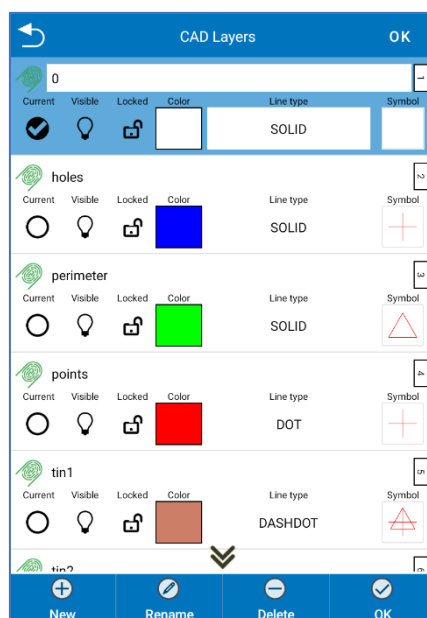 CAD Layers OK
0 1
Current Visible Locked Color Line type Symbol
SOLID
holes 2
Current Visible Locked Color Line type Symbol
SOLID
perimeter 3
Current Visible Locked Color Line type Symbol
SOLID
points 4
Current Visible Locked Color Line type Symbol
DOT
tin1 5
Current Visible Locked Color Line type Symbol
DASHDOT
tin2 6
New Rename Delete OK